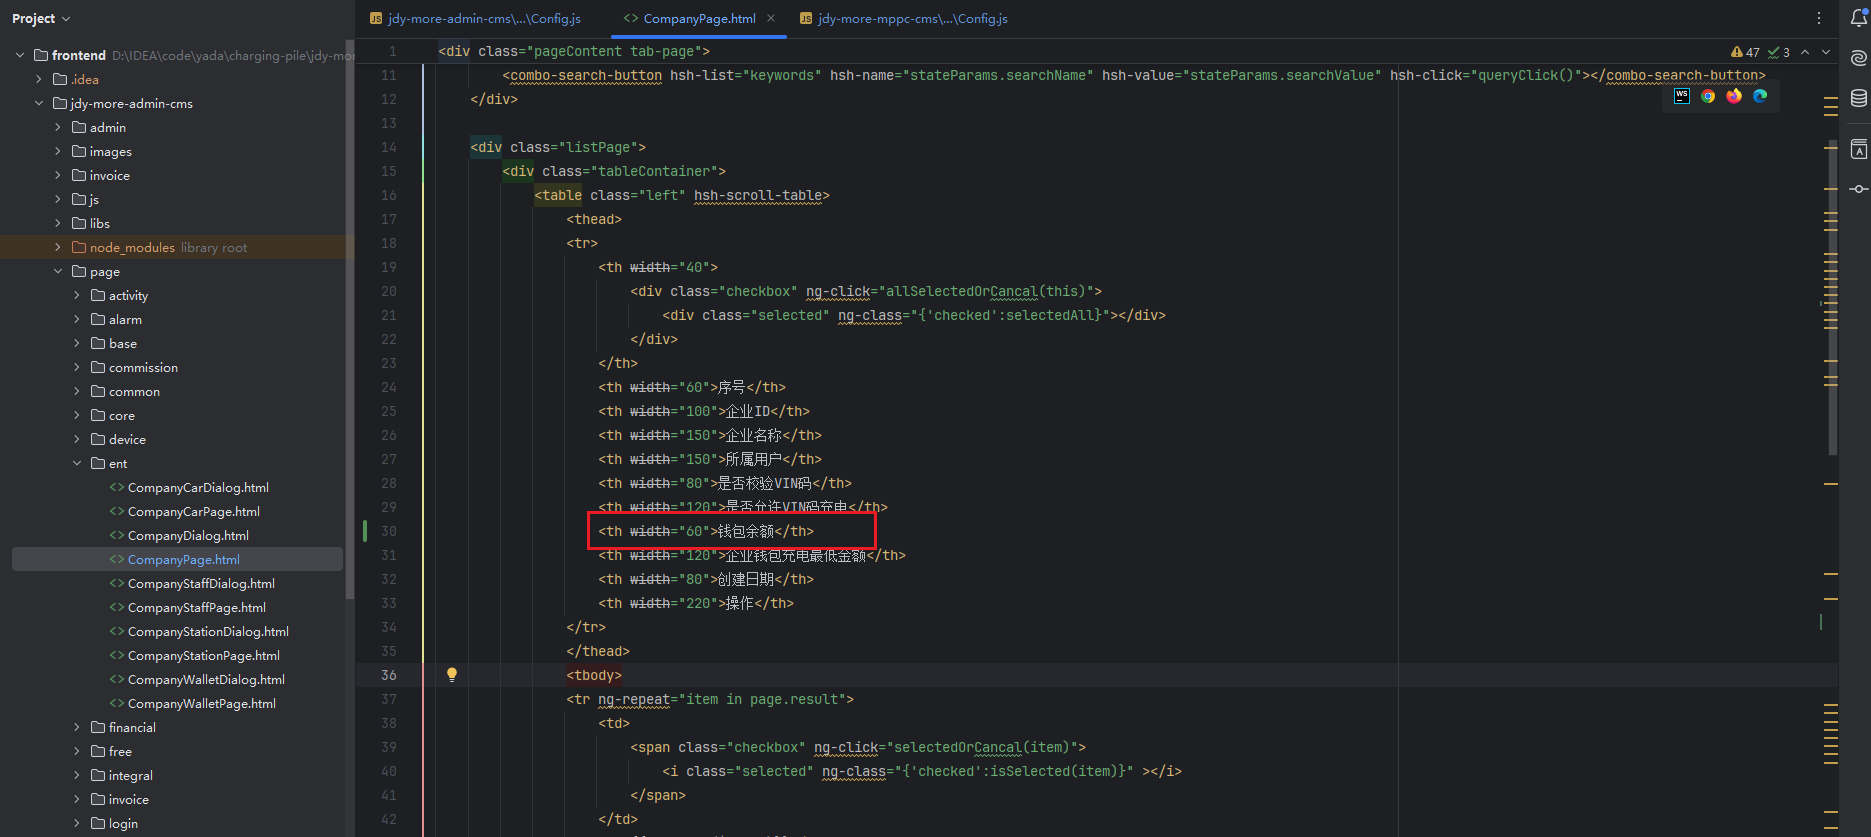 Project
jdy-more-admin-cms\...\Config.js
CompanyPage.html
jdy-more-mppc-cms\...\Config.js
frontend D:\IDEA\code\yada\charging-pile\jdy-mor
.idea
jdy-more-admin-cms
admin
images
invoice
js
libs
node_modules library root
page
activity
alarm
base
commission
common
core
device
ent
CompanyCarDialog.html
CompanyCarPage.html
CompanyDialog.html
CompanyPage.html
CompanyStaffDialog.html
CompanyStaffPage.html
CompanyStationDialog.html
CompanyStationPage.html
CompanyWalletDialog.html
CompanyWalletPage.html
financial
free
integral
invoice
login
1 <div class="pageContent tab-page">
47 3
11 <combo-search-button hsh-list="keywords" hsh-name="stateParams.searchName" hsh-value="stateParams.searchValue" hsh-click="queryClick()"></combo-search-button>
WS
12 </div>
13
14 <div class="listPage">
15 <div class="tableContainer">
16 <table class="left" hsh-scroll-table>
17 <thead>
18 <tr>
19 <th width="40">
20 <div class="checkbox" ng-click="allSelectedOrCancal(this)">
21 <div class="selected" ng-class="{'checked':selectedAll}"></div>
22 </div>
23 </th>
24 <th width="60">序号</th>
25 <th width="100">企业ID</th>
26 <th width="150">企业名称</th>
27 <th width="150">所属用户</th>
28 <th width="80">是否校验VIN码</th>
29 <th width="120">是否允许VIN码充电</th>
30 <th width="60">钱包余额</th>
31 <th width="120">企业钱包充电最低金额</th>
32 <th width="80">创建日期</th>
33 <th width="220">操作</th>
34 </tr>
35 </thead>
36 <tbody>
37 <tr ng-repeat="item in page.result">
38 <td>
39 <span class="checkbox" ng-click="selectedOrCancal(item)">
40 <i class="selected" ng-class="{'checked':isSelected(item)}" ></i>
41 </span>
42 </td>